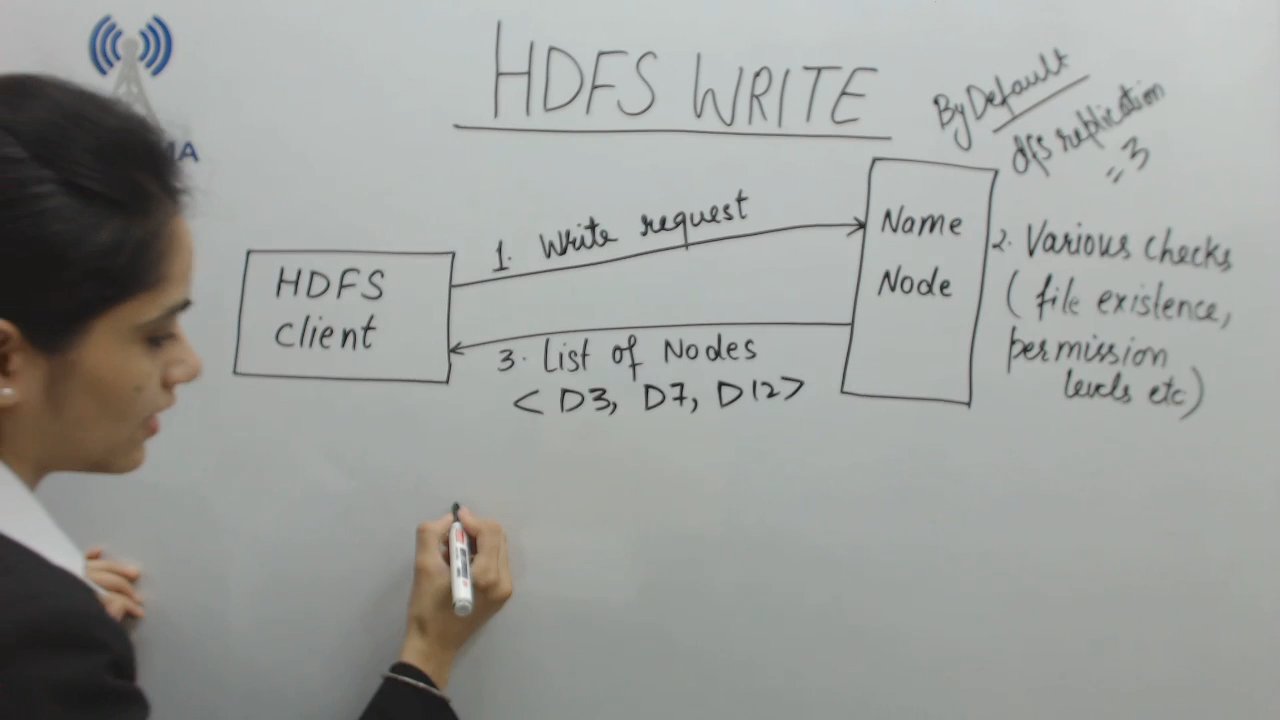 HDFS WRITE
By Default
dfs replication
= 3
HDFS
Client
1. Write request
Name
Node
2. Various checks
( file existence,
permission
levels etc)
3. List of Nodes
< D3, D7, D12>